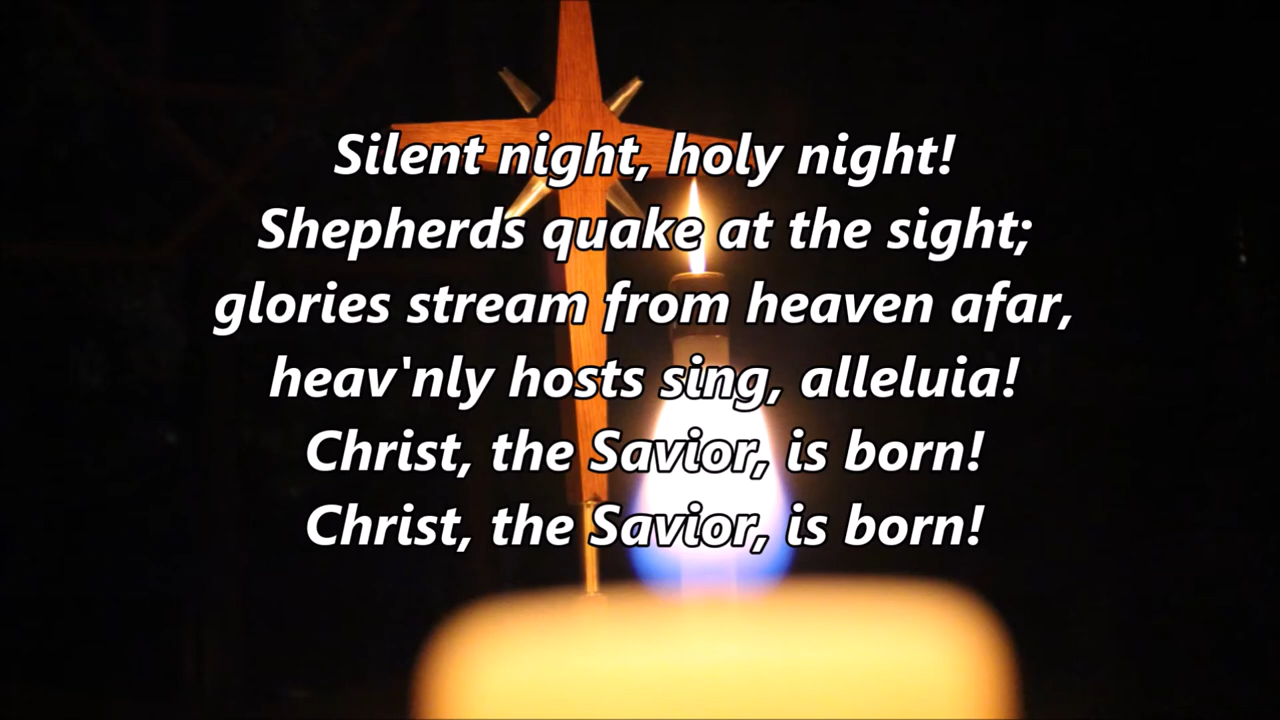 Silent night, holy night!
Shepherds quake at the sight;
glories stream from heaven afar,
heav'nly hosts sing, alleluia!
Christ, the Savior, is born!
Christ, the Savior, is born!